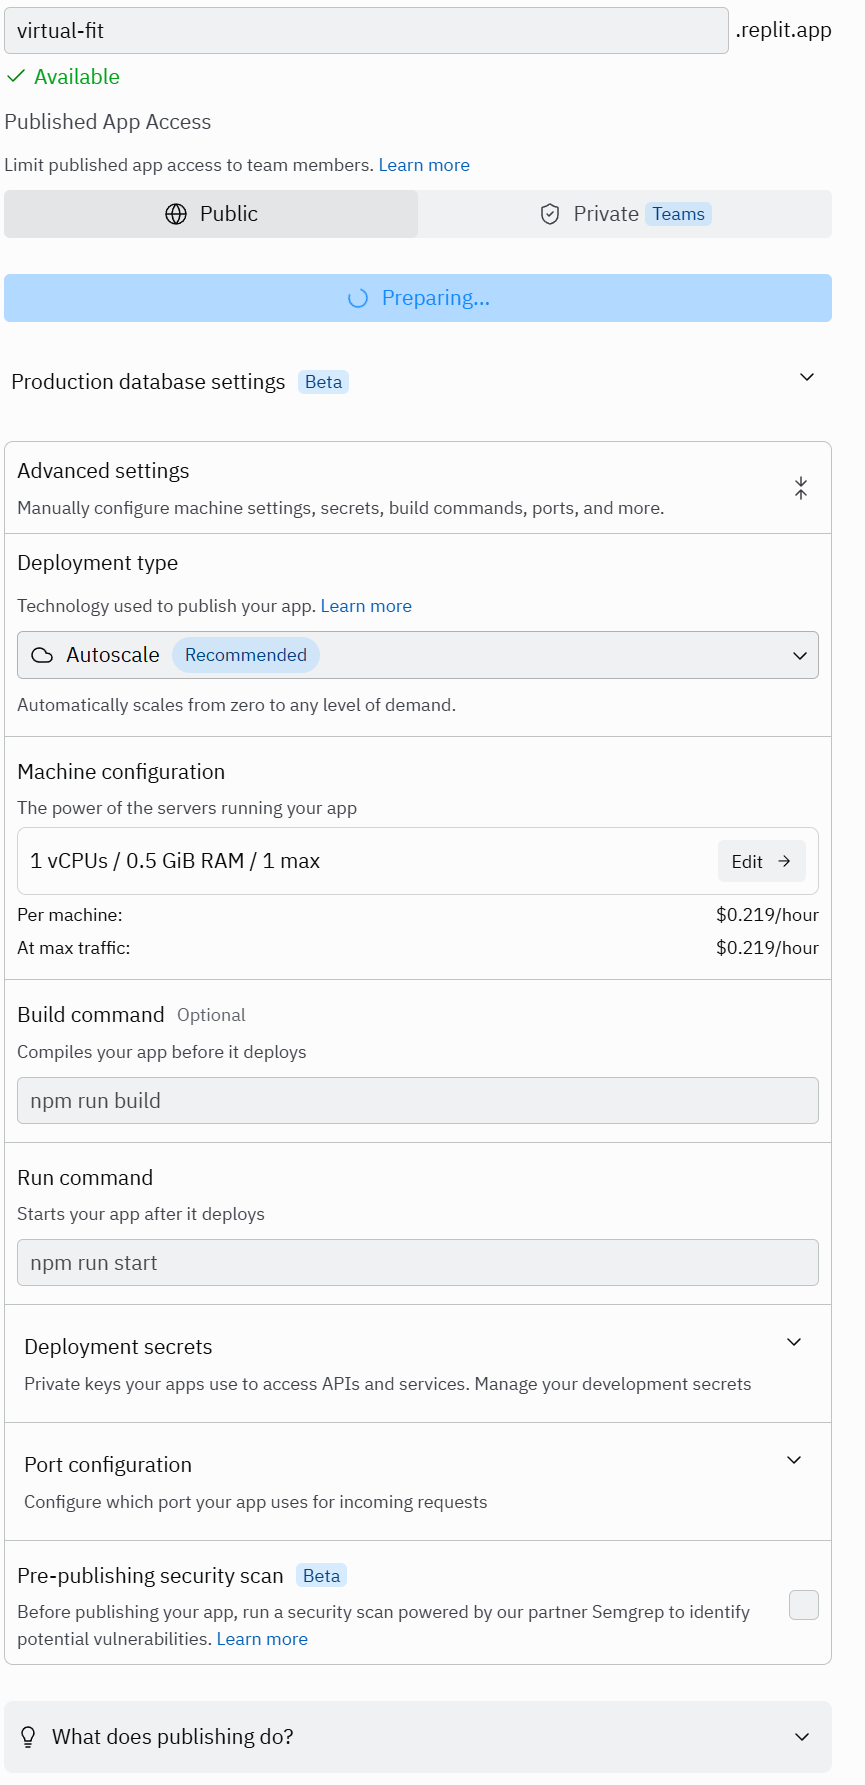 virtual-fit
.replit.app
Available
Published App Access
Limit published app access to team members. Learn more
Public
Private Teams
Preparing...
Production database settings Beta
Advanced settings
Manually configure machine settings, secrets, build commands, ports, and more.
Deployment type
Technology used to publish your app. Learn more
Autoscale Recommended
Automatically scales from zero to any level of demand.
Machine configuration
The power of the servers running your app
1 vCPUs / 0.5 GiB RAM / 1 max
Edit
Per machine: $0.219/hour
At max traffic: $0.219/hour
Build command Optional
Compiles your app before it deploys
npm run build
Run command
Starts your app after it deploys
npm run start
Deployment secrets
Private keys your apps use to access APIs and services. Manage your development secrets
Port configuration
Configure which port your app uses for incoming requests
Pre-publishing security scan Beta
Before publishing your app, run a security scan powered by our partner Semgrep to identify
potential vulnerabilities. Learn more
What does publishing do?